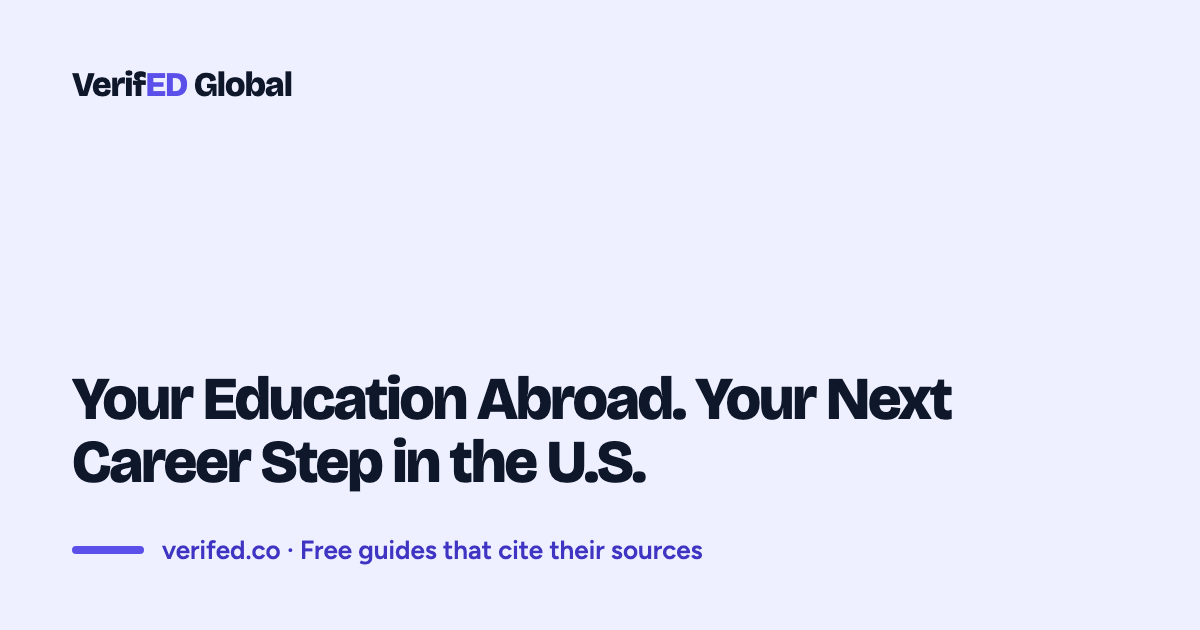 VerifED Global
Your Education Abroad. Your Next
Career Step in the U.S.
verifed.co · Free guides that cite their sources